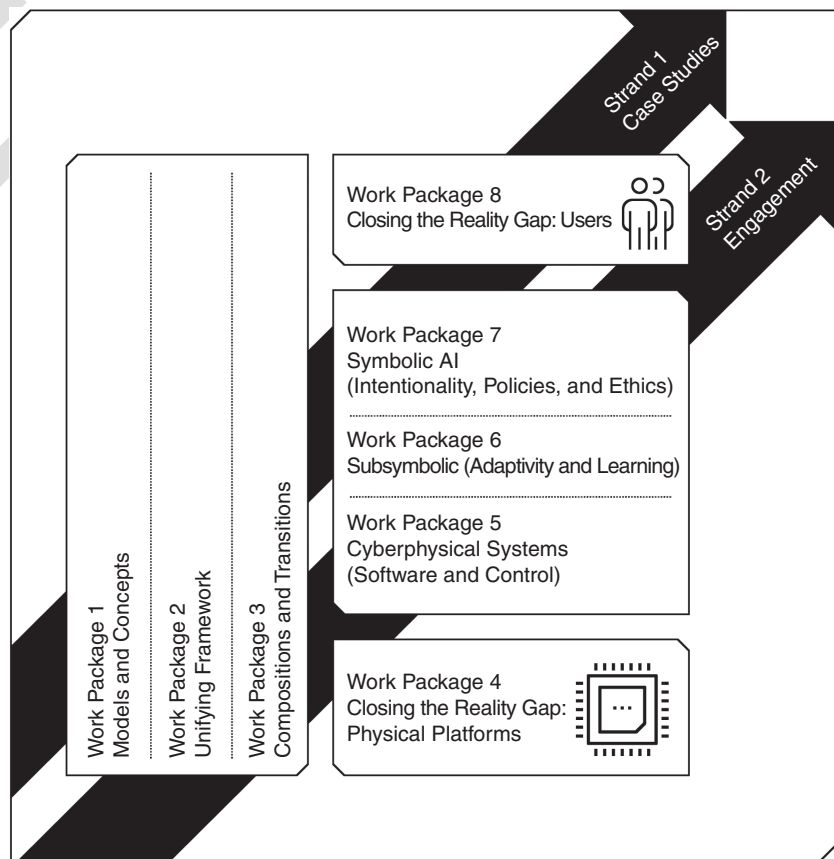 Strand 1
Case Studies
Strand 2
Engagement
Work Package 8
Closing the Reality Gap: Users
Work Package 7
Symbolic AI
(Intentionality, Policies, and Ethics)
Work Package 6
Subsymbolic (Adaptivity and Learning)
Work Package 5
Cyberphysical Systems
(Software and Control)
Work Package 4
Closing the Reality Gap:
Physical Platforms
Work Package 1
Models and Concepts
Work Package 2
Unifying Framework
Work Package 3
Compositions and Transitions